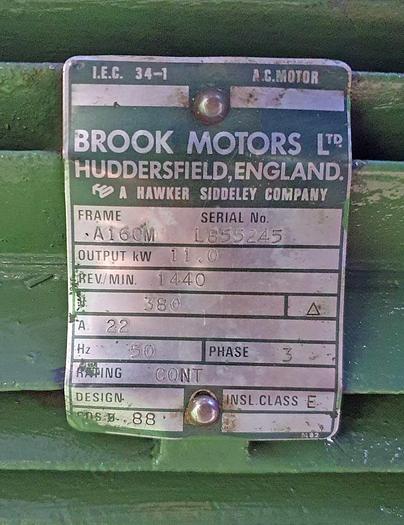 I.E.C. 34-1 A.C. MOTOR
BROOK MOTORS LTD
HUDDERSFIELD, ENGLAND.
A HAWKER SIDDELEY COMPANY
FRAME SERIAL No.
A160M L855245
OUTPUT kW 11.0
REV/MIN. 1440
380 Δ
A. 22
Hz 50 PHASE 3
RATING CONT
DESIGN INSL.CLASS E
88